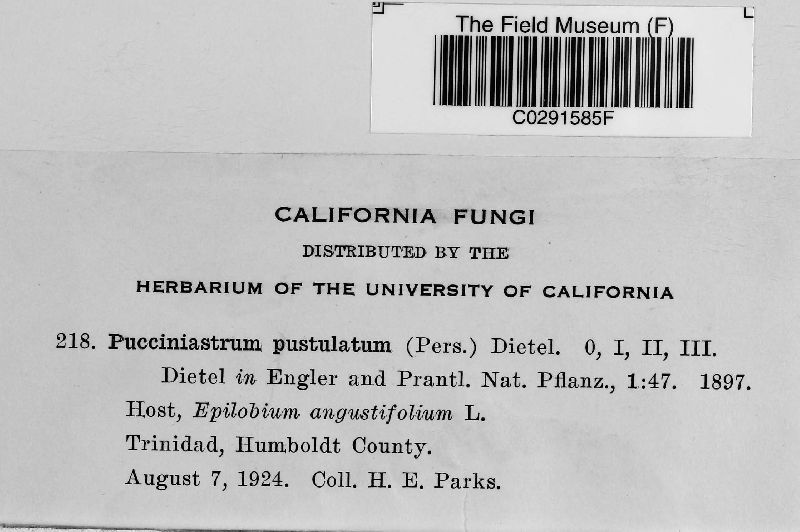 The Field Museum (F)
C0291585F
CALIFORNIA FUNGI
DISTRIBUTED BY THE
HERBARIUM OF THE UNIVERSITY OF CALIFORNIA
218. Pucciniastrum pustulatum (Pers.) Dietel. 0, I, II, III.
Dietel in Engler and Prantl. Nat. Pflanz., 1:47. 1897.
Host, Epilobium angustifolium L.
Trinidad, Humboldt County.
August 7, 1924. Coll. H. E. Parks.